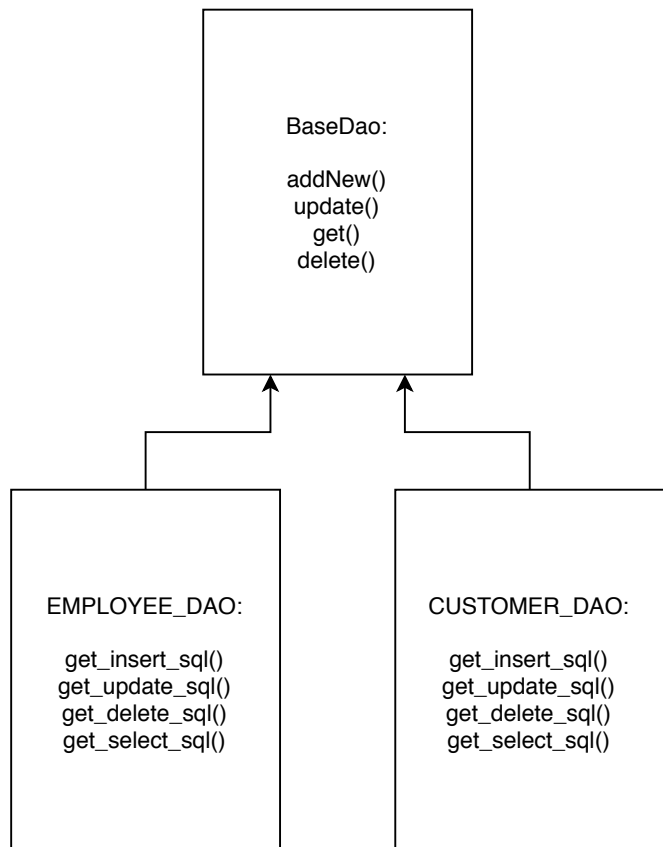 BaseDao:
addNew()
update()
get()
delete()
EMPLOYEE_DAO:
get_insert_sql()
get_update_sql()
get_delete_sql()
get_select_sql()
CUSTOMER_DAO:
get_insert_sql()
get_update_sql()
get_delete_sql()
get_select_sql()